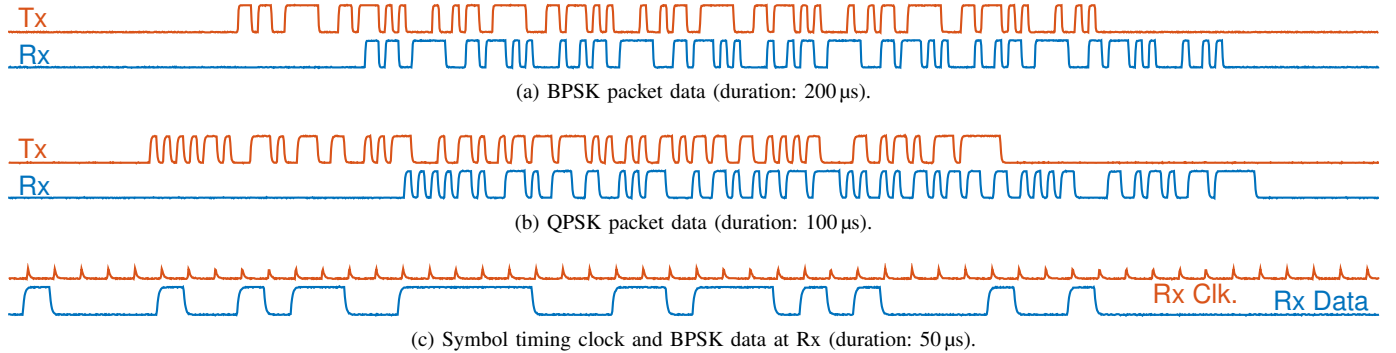 Tx
Rx
(a) BPSK packet data (duration: 200 µs).
Tx
Rx
(b) QPSK packet data (duration: 100 µs).
Rx Clk.
Rx Data
(c) Symbol timing clock and BPSK data at Rx (duration: 50 µs).